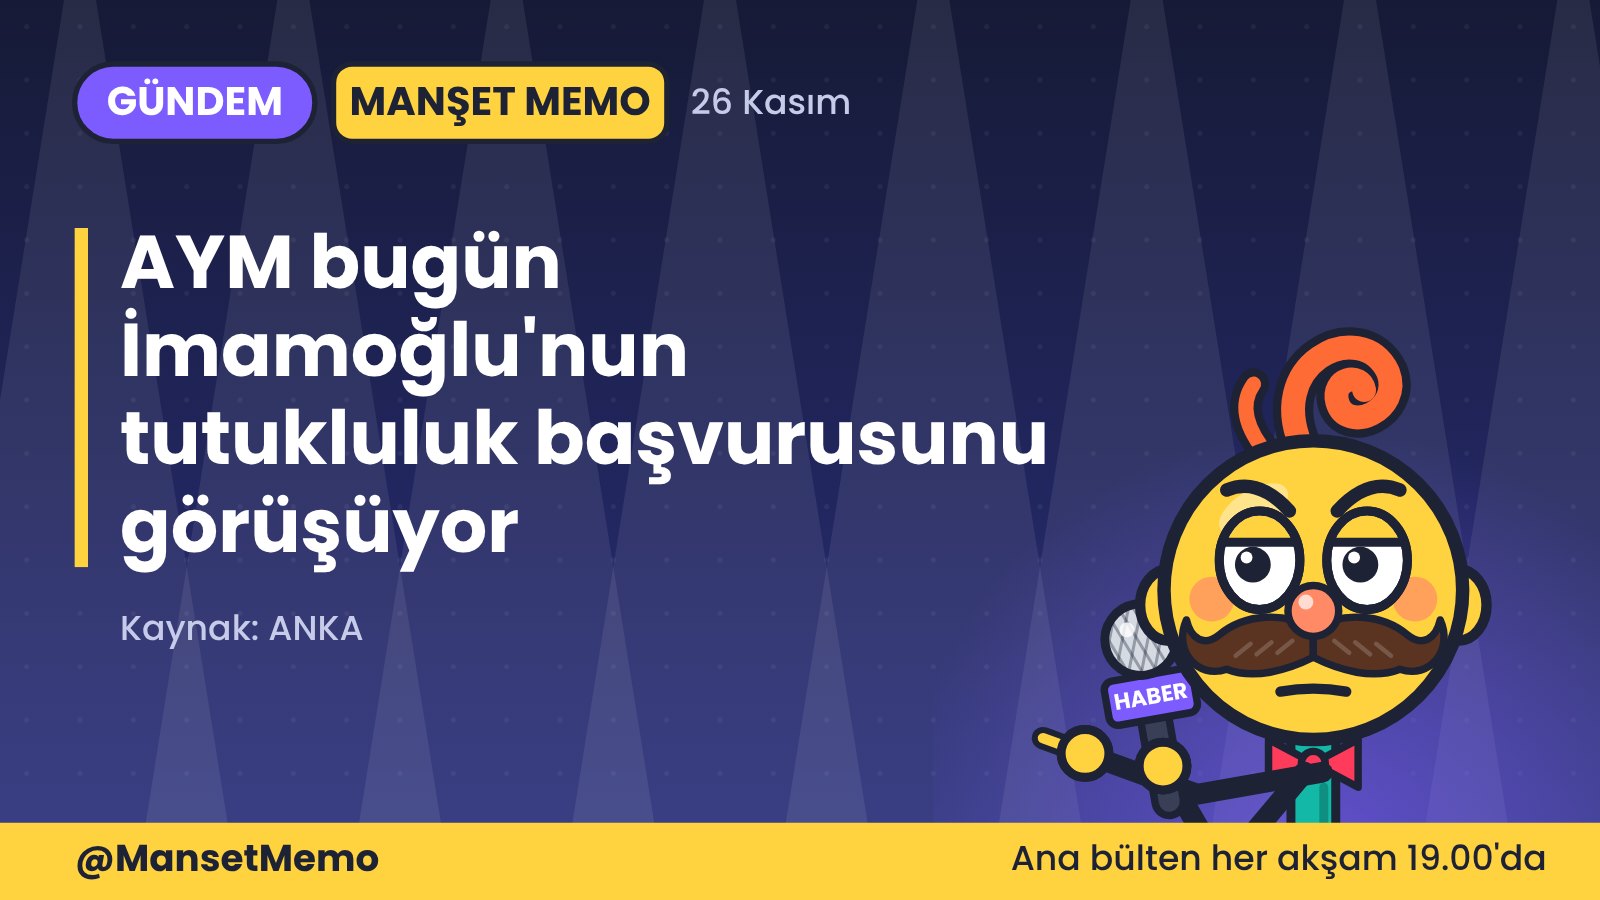 GÜNDEM MANŞET MEMO 26 Kasım
AYM bugün
İmamoğlu'nun
tutukluluk başvurusunu
görüşüyor
Kaynak: ANKA
HABER
@MansetMemo
Ana bülten her akşam 19.00'da